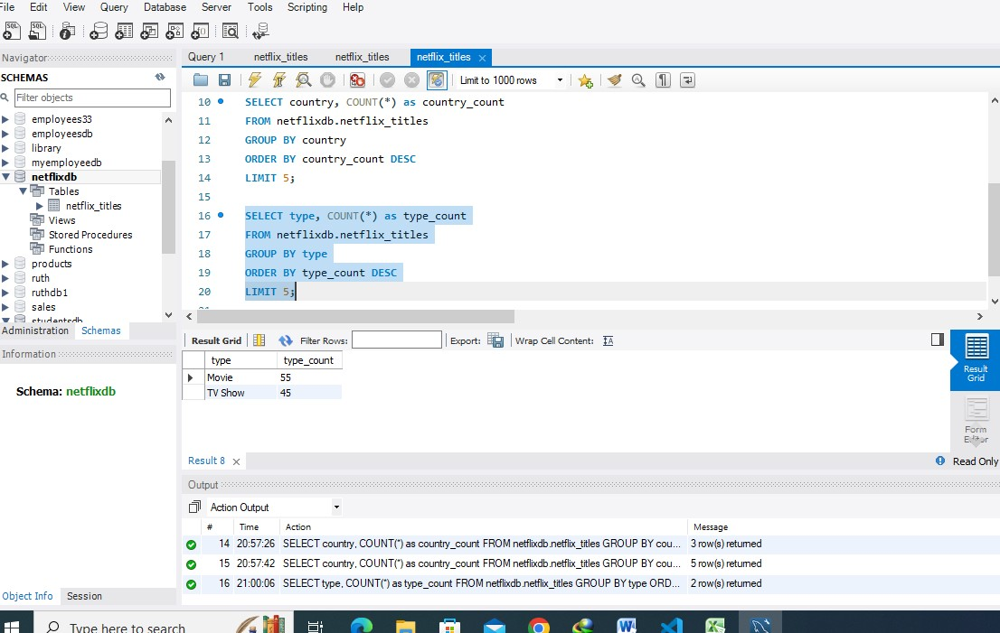 File Edit View Query Database Server Tools Scripting Help
Navigator
SCHEMAS
Filter objects
employees33
employeesdb
library
myemployeedb
netflixdb
Tables
netflix_titles
Views
Stored Procedures
Functions
products
ruth
ruthdb1
sales
studentsdb
Administration Schemas
Information
Schema: netflixdb
Object Info Session
Query 1 netflix_titles netflix_titles netflix_titles
Limit to 1000 rows
10 SELECT country, COUNT(*) as country_count
11 FROM netflixdb.netflix_titles
12 GROUP BY country
13 ORDER BY country_count DESC
14 LIMIT 5;
15
16 SELECT type, COUNT(*) as type_count
17 FROM netflixdb.netflix_titles
18 GROUP BY type
19 ORDER BY type_count DESC
20 LIMIT 5;
Result Grid Filter Rows: Export: Wrap Cell Content: IA
type type_count
Movie 55
TV Show 45
Result Grid
Form Editor
Result 8 Read Only
Output
Action Output
# Time Action Message
14 20:57:26 SELECT country, COUNT(*) as country_count FROM netflixdb.netflix_titles GROUP BY cou... 3 row(s) returned
15 20:57:42 SELECT country, COUNT(*) as country_count FROM netflixdb.netflix_titles GROUP BY cou... 5 row(s) returned
16 21:00:06 SELECT type, COUNT(*) as type_count FROM netflixdb.netflix_titles GROUP BY type ORD... 2 row(s) returned
Type here to search